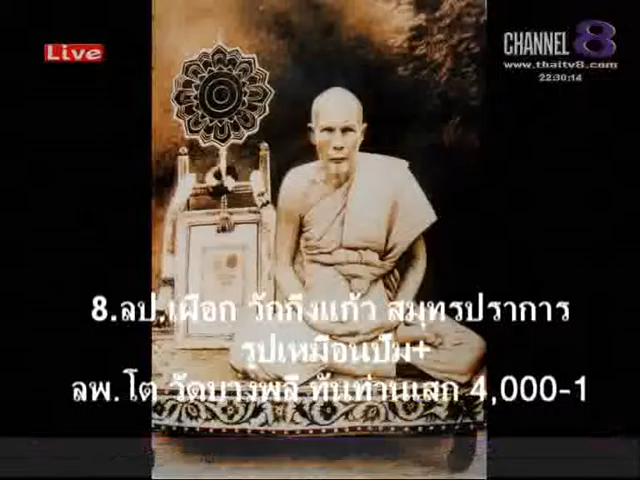 Live
CHANNEL 8
www.thaitv8.com
22:30:14
8.ลป.เผือก วัดกิ่งแก้ว สมุทรปราการ
รูปเหมือนปั๊ม+
ลพ.โต วัดบางพลี ทันท่านเสก 4,000-1